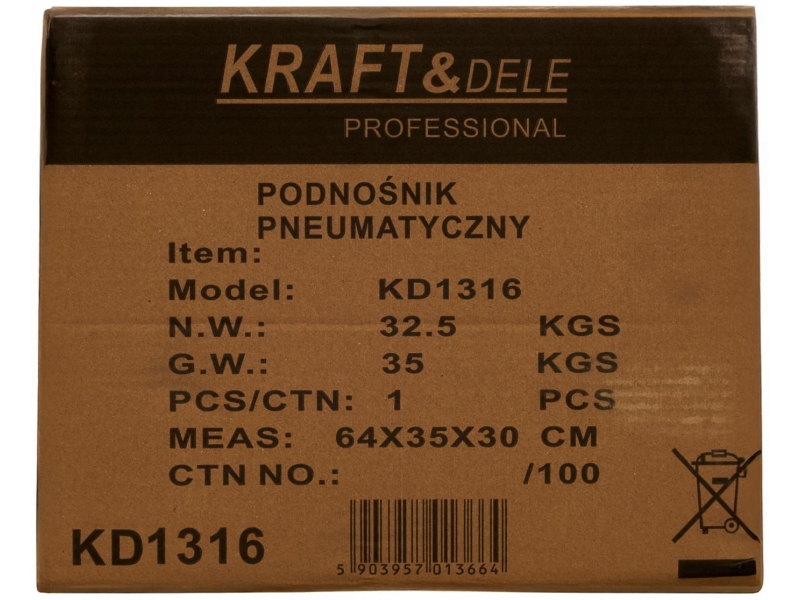 KRAFT&DELE
PROFESSIONAL
PODNOŚNIK
PNEUMATYCZNY
Item:
Model: KD1316
N.W.: 32.5 KGS
G.W.: 35 KGS
PCS/CTN: 1 PCS
MEAS: 64X35X30 CM
CTN NO.: /100
KD1316
5 903957 013664